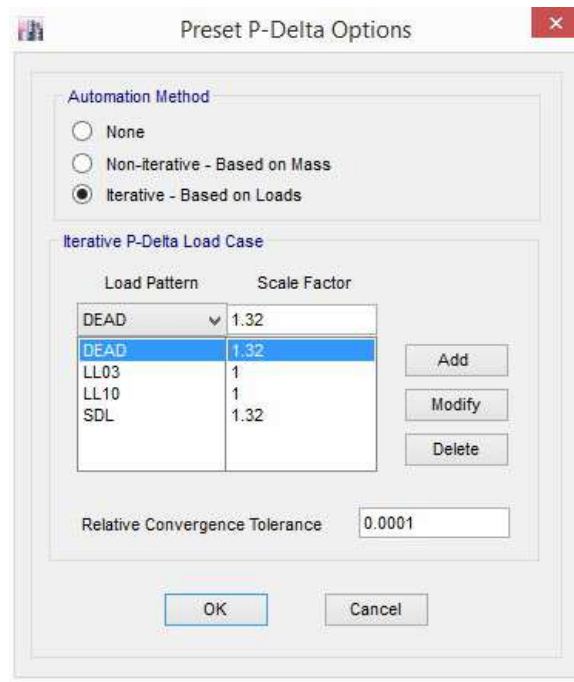 Preset P-Delta Options
Automation Method
None
Non-iterative - Based on Mass
Iterative - Based on Loads
Iterative P-Delta Load Case
Load Pattern Scale Factor
DEAD 1.32
DEAD 1.32
LL03 1
LL10 1
SDL 1.32
Add
Modify
Delete
Relative Convergence Tolerance 0.0001
OK Cancel